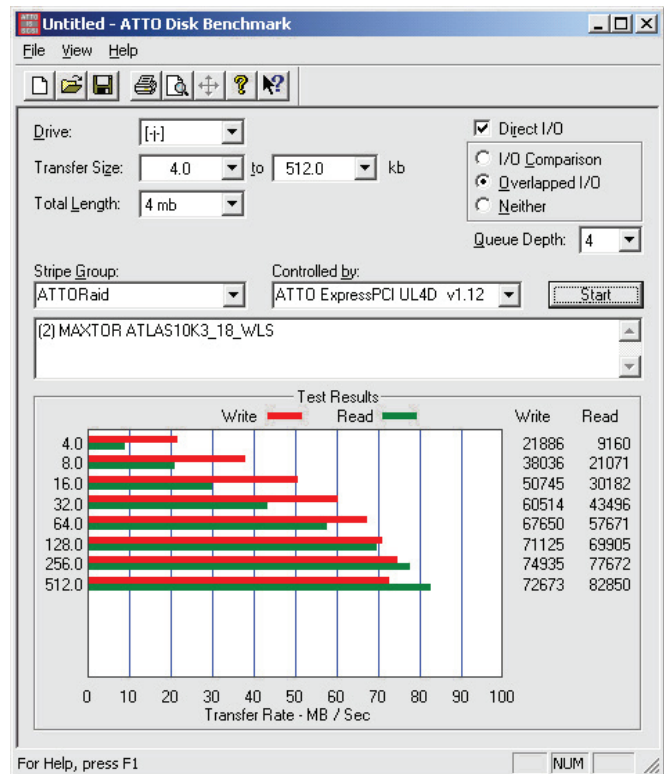 ATTO IS SCSI
Untitled - ATTO Disk Benchmark
File View Help
Drive: [-j-]
Direct I/O
Transfer Size: 4.0 to 512.0 kb
I/O Comparison
Overlapped I/O
Total Length: 4 mb
Neither
Queue Depth: 4
Stripe Group: Controlled by:
ATTORaid ATTO ExpressPCI UL4D v1.12 Start
(2) MAXTOR ATLAS10K3_18_WLS
Test Results
Write Read Write Read
4.0 21886 9160
8.0 38036 21071
16.0 50745 30182
32.0 60514 43496
64.0 67650 57671
128.0 71125 69905
256.0 74935 77672
512.0 72673 82850
0 10 20 30 40 50 60 70 80 90 100
Transfer Rate - MB / Sec
For Help, press F1 NUM